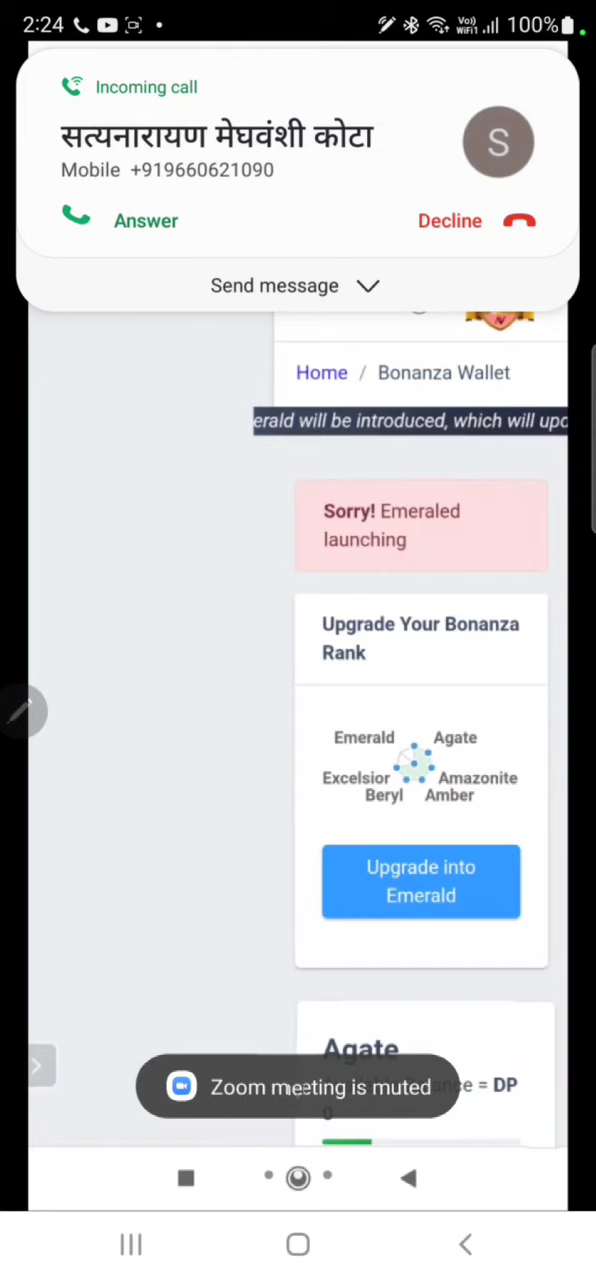 2:24 Vo)) WiFi1 100%
Incoming call
सत्यनारायण मेघवंशी कोटा
S
Mobile +919660621090
Answer Decline
Send message
Home / Bonanza Wallet
erald will be introduced, which will upd
Sorry! Emeraled
launching
Upgrade Your Bonanza
Rank
Emerald Agate
Excelsior Amazonite
Beryl Amber
Upgrade into
Emerald
Agate
= DP
0
Zoom meeting is muted